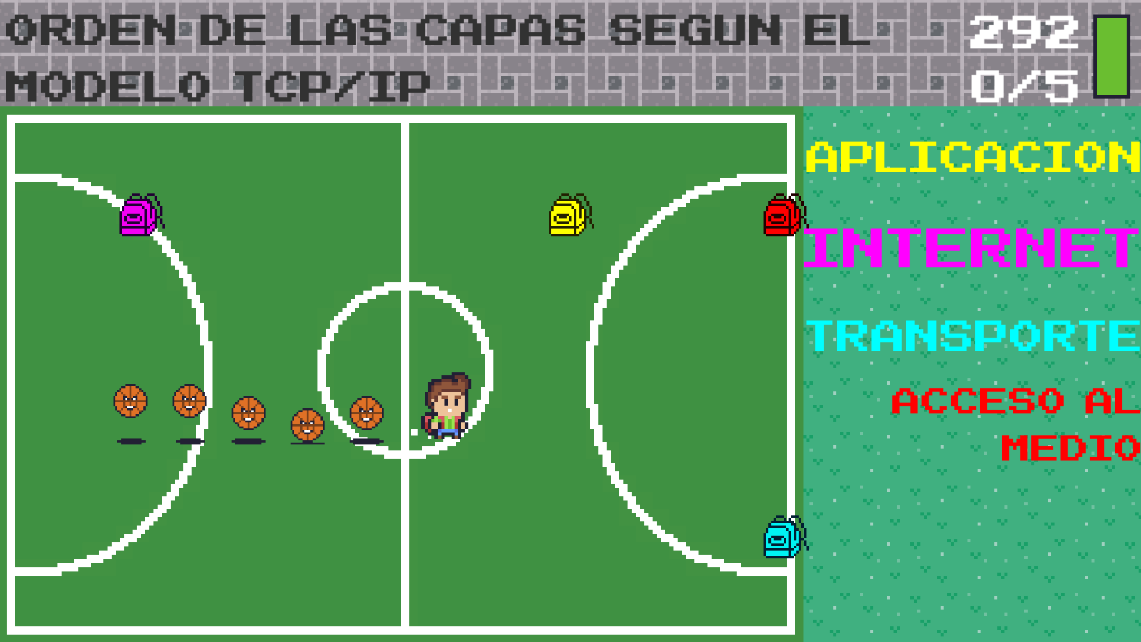 ORDEN DE LAS CAPAS SEGUN EL
MODELO TCP/IP
292
0/5
APLICACION
INTERNET
TRANSPORTE
ACCESO AL
MEDIO